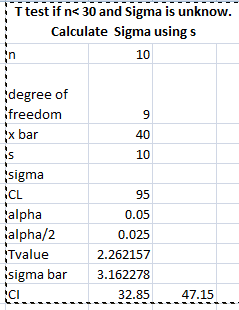 T test if n< 30 and Sigma is unknow.
Calculate Sigma using s
n 10
degree of
freedom 9
x bar 40
s 10
sigma
CL 95
alpha 0.05
alpha/2 0.025
Tvalue 2.262157
sigma bar 3.162278
CI 32.85 47.15